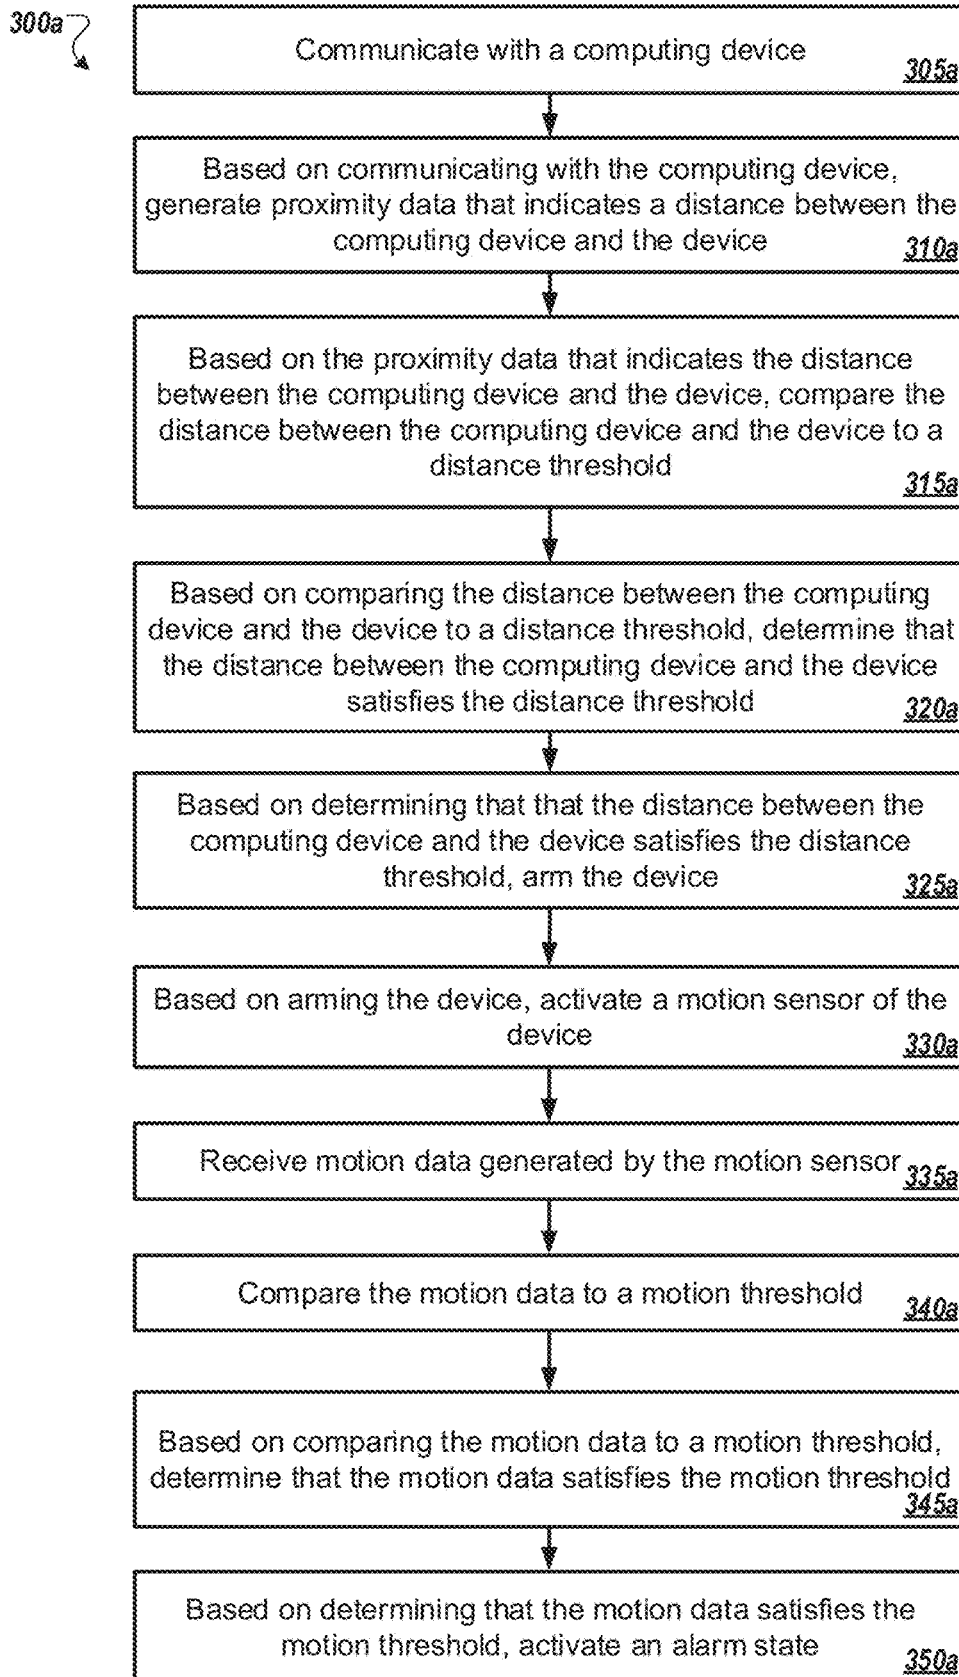 300a
Communicate with a computing device
305a
Based on communicating with the computing device,
generate proximity data that indicates a distance between the
computing device and the device
310a
Based on the proximity data that indicates the distance
between the computing device and the device, compare the
distance between the computing device and the device to a
distance threshold
315a
Based on comparing the distance between the computing
device and the device to a distance threshold, determine that
the distance between the computing device and the device
satisfies the distance threshold
320a
Based on determining that that the distance between the
computing device and the device satisfies the distance
threshold, arm the device
325a
Based on arming the device, activate a motion sensor of the
device
330a
Receive motion data generated by the motion sensor
335a
Compare the motion data to a motion threshold
340a
Based on comparing the motion data to a motion threshold,
determine that the motion data satisfies the motion threshold
345a
Based on determining that the motion data satisfies the
motion threshold, activate an alarm state
350a